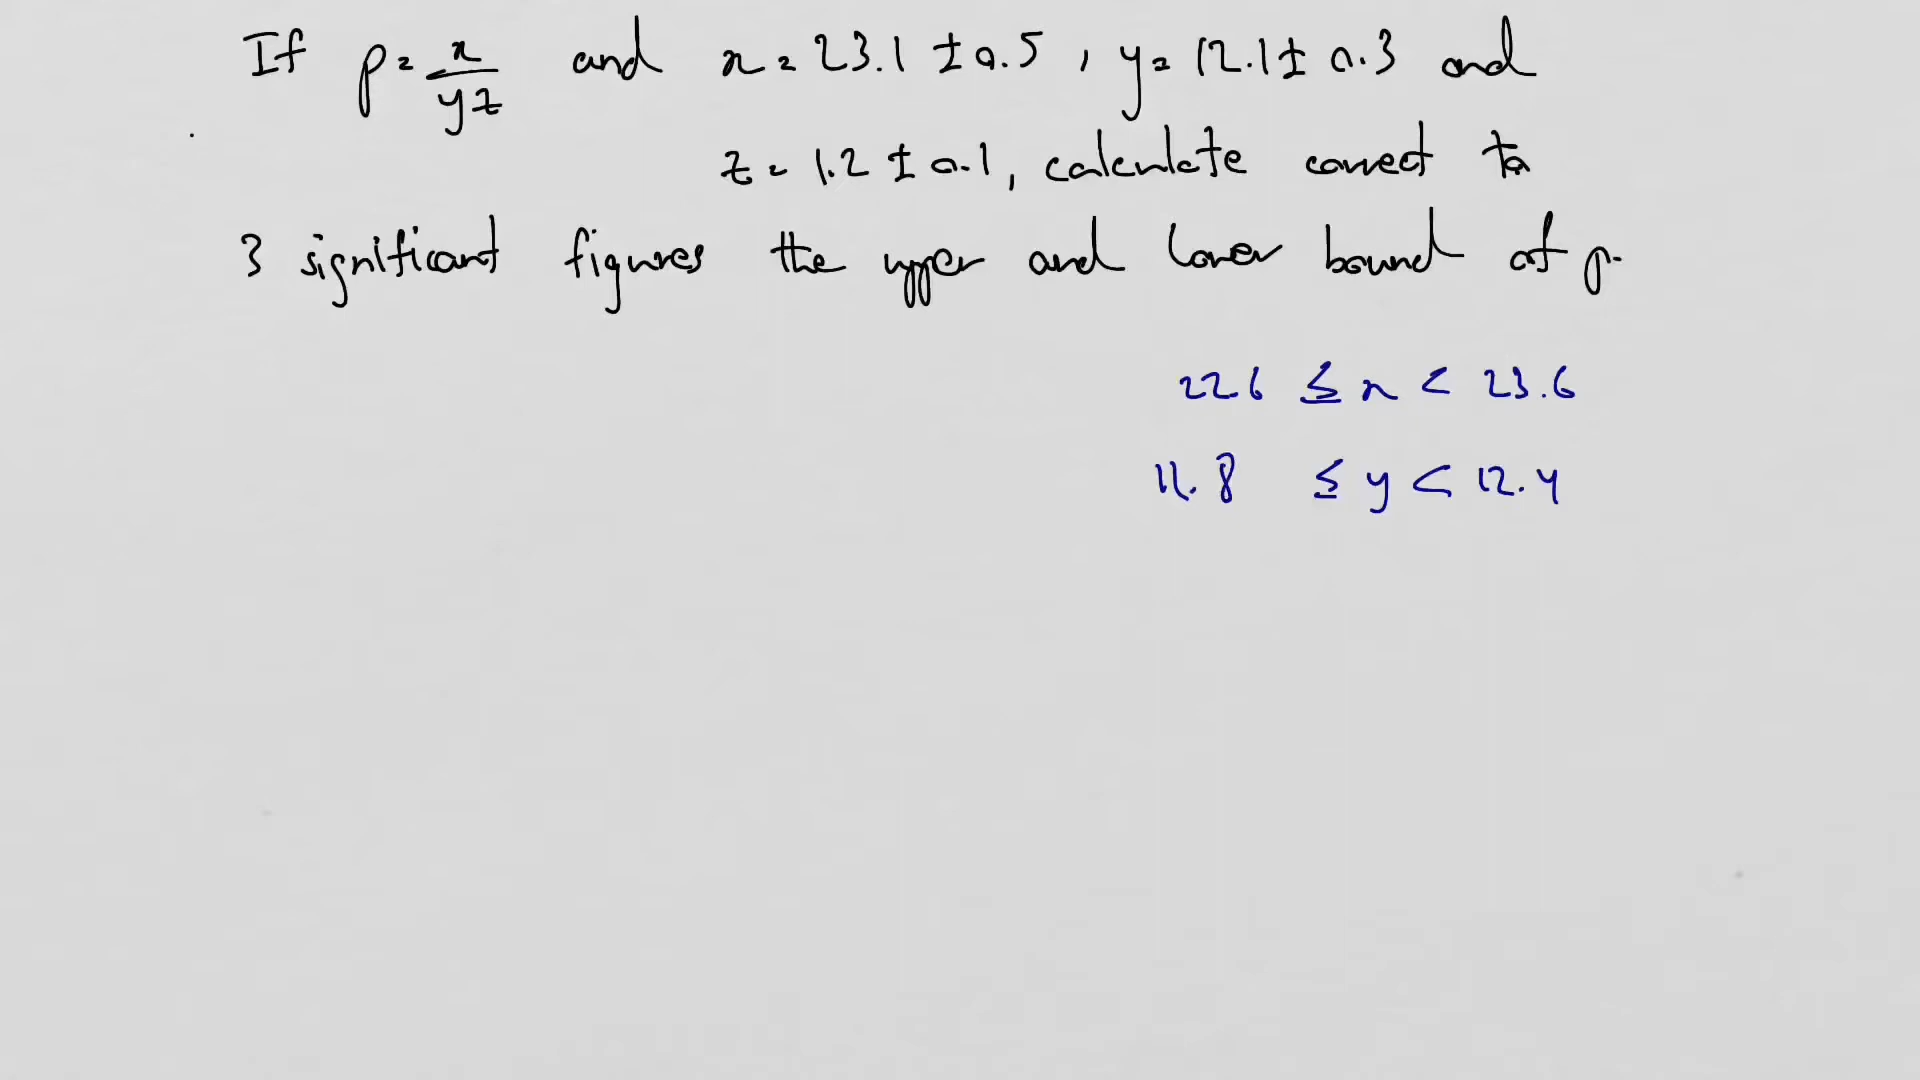 If p = x/yz and x = 23.1 ± 0.5 , y = 12.1 ± 0.3 and
z = 1.2 ± 0.1, calculate correct to
3 significant figures the upper and lower bound of p.
22.6 ≤ x < 23.6
11.8 ≤ y < 12.4